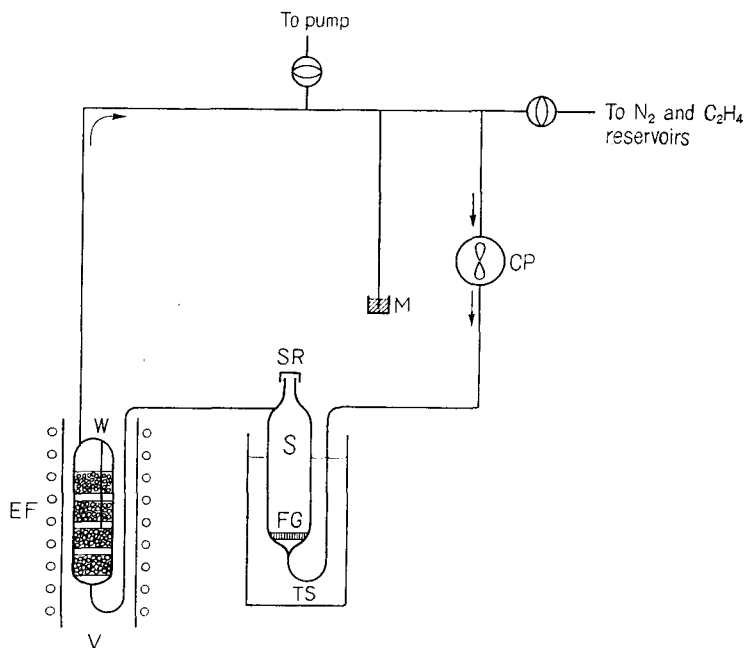 To pump
To N₂ and C₂H₄
reservoirs
CP
M
SR
W
S
EF
FG
TS
V